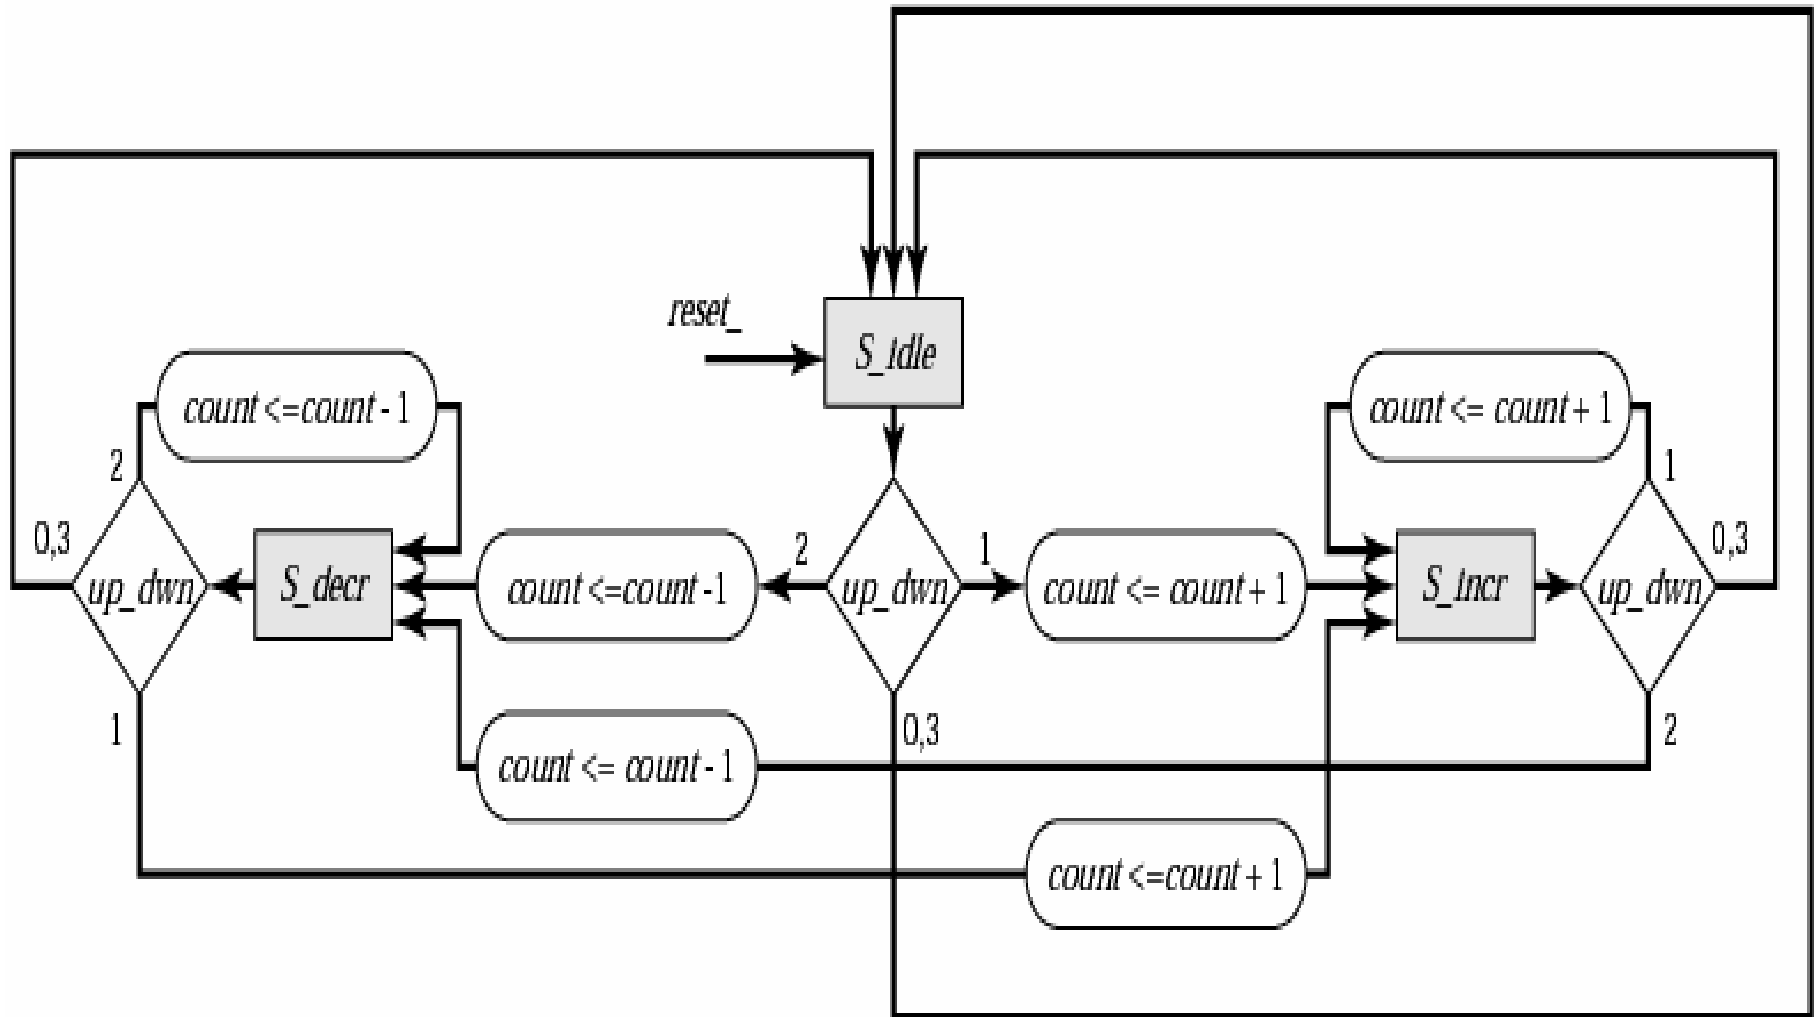 reset_
S_idle
count <=count - 1
count <= count + 1
2
1
0,3
2
1
0,3
up_dwn
S_decr
count <=count -1
up_dwn
count <= count + 1
S_incr
up_dwn
1
0,3
2
count <= count - 1
count <=count + 1